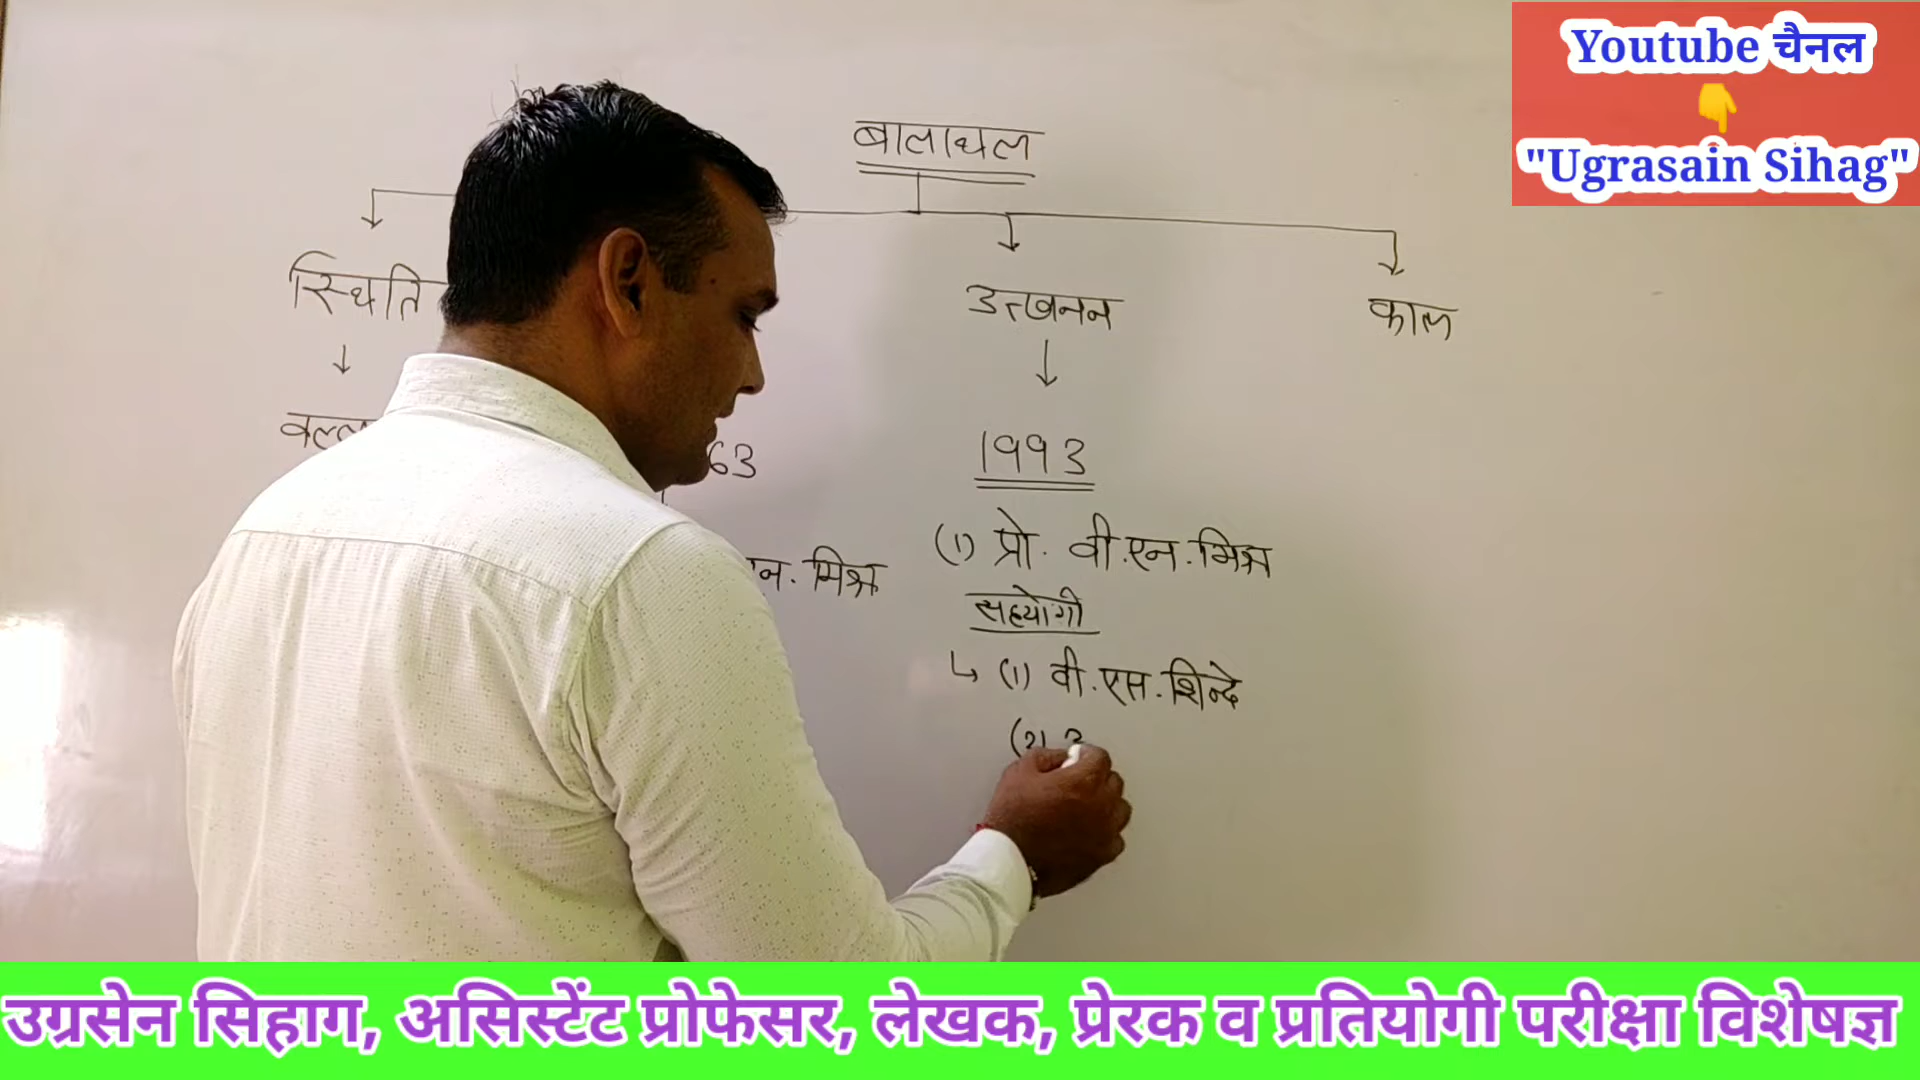 Youtube चैनल
"Ugrasain Sihag"
बालाथल
स्थिति
उत्खनन
काल
1993
63
(1) प्रो. वी.एन.मिश्र
न. मिश्र
सहयोगी
↳ (1) वी.एस.शिन्दे
(2)
उग्रसेन सिहाग, असिस्टेंट प्रोफेसर, लेखक, प्रेरक व प्रतियोगी परीक्षा विशेषज्ञ